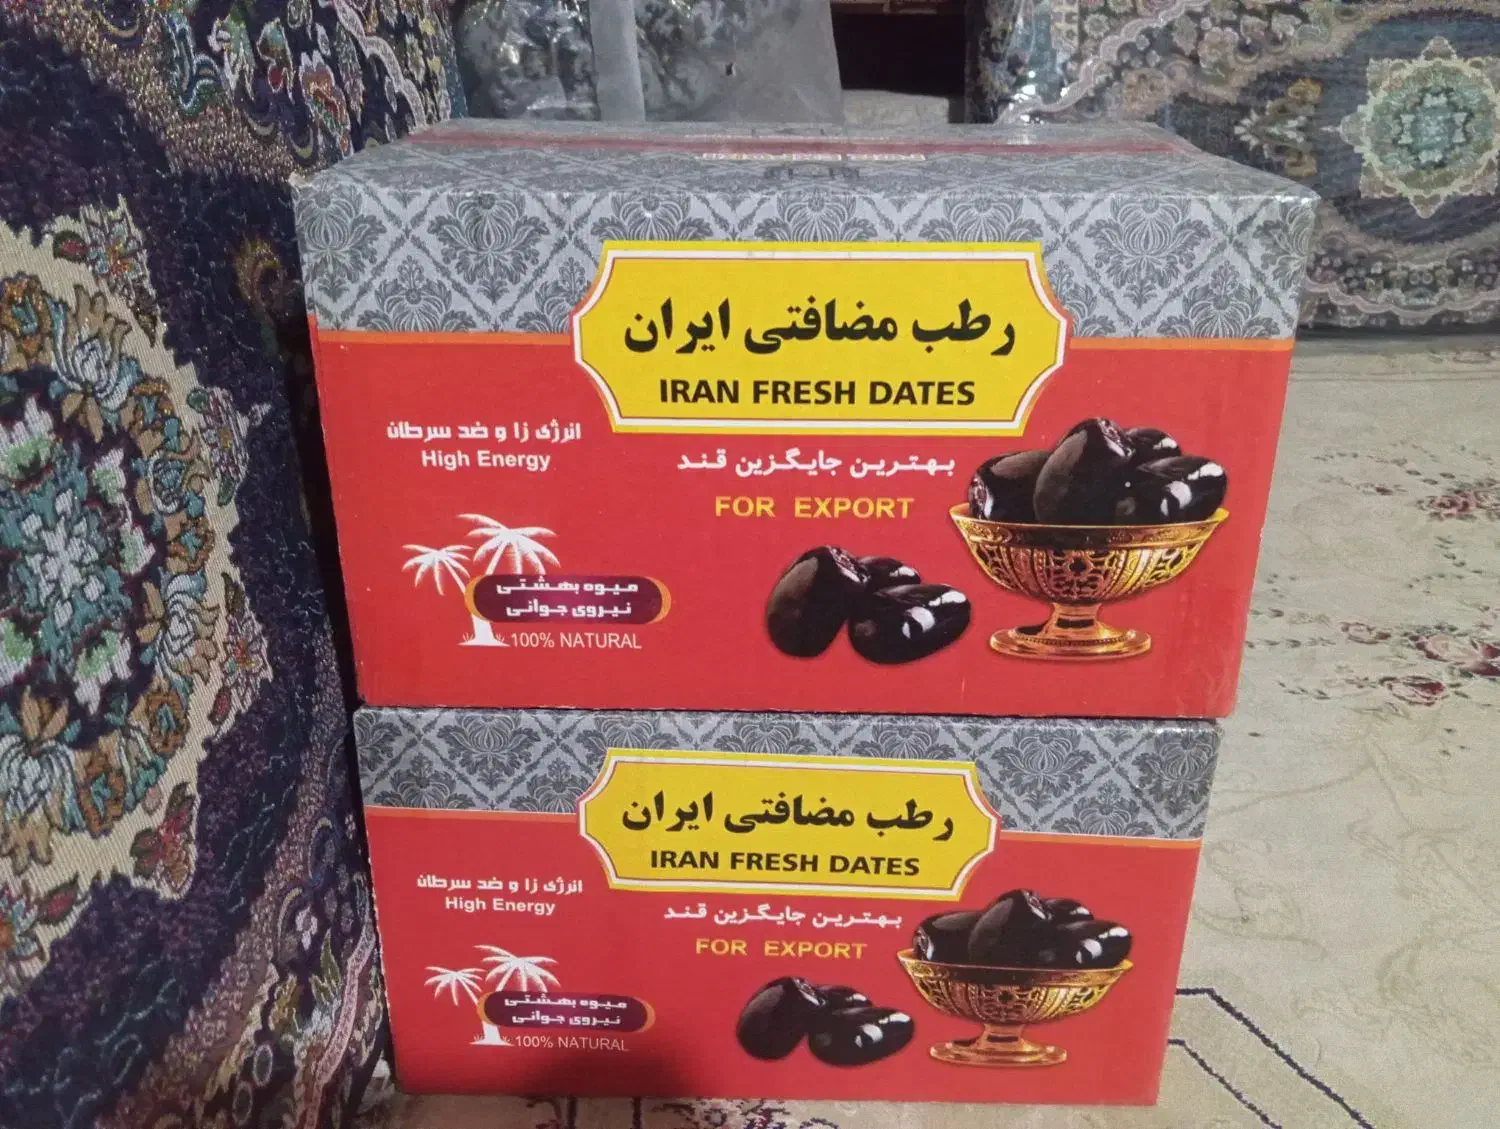 رطب مضافتی ایران
IRAN FRESH DATES
انرژی زا و ضد سرطان
High Energy
بهترین جایگزین قند
FOR EXPORT
میوه بهشتی
نیروی جوانی
100% NATURAL
رطب مضافتی ایران
IRAN FRESH DATES
انرژی زا و ضد سرطان
High Energy
بهترین جایگزین قند
FOR EXPORT
میوه بهشتی
نیروی جوانی
100% NATURAL